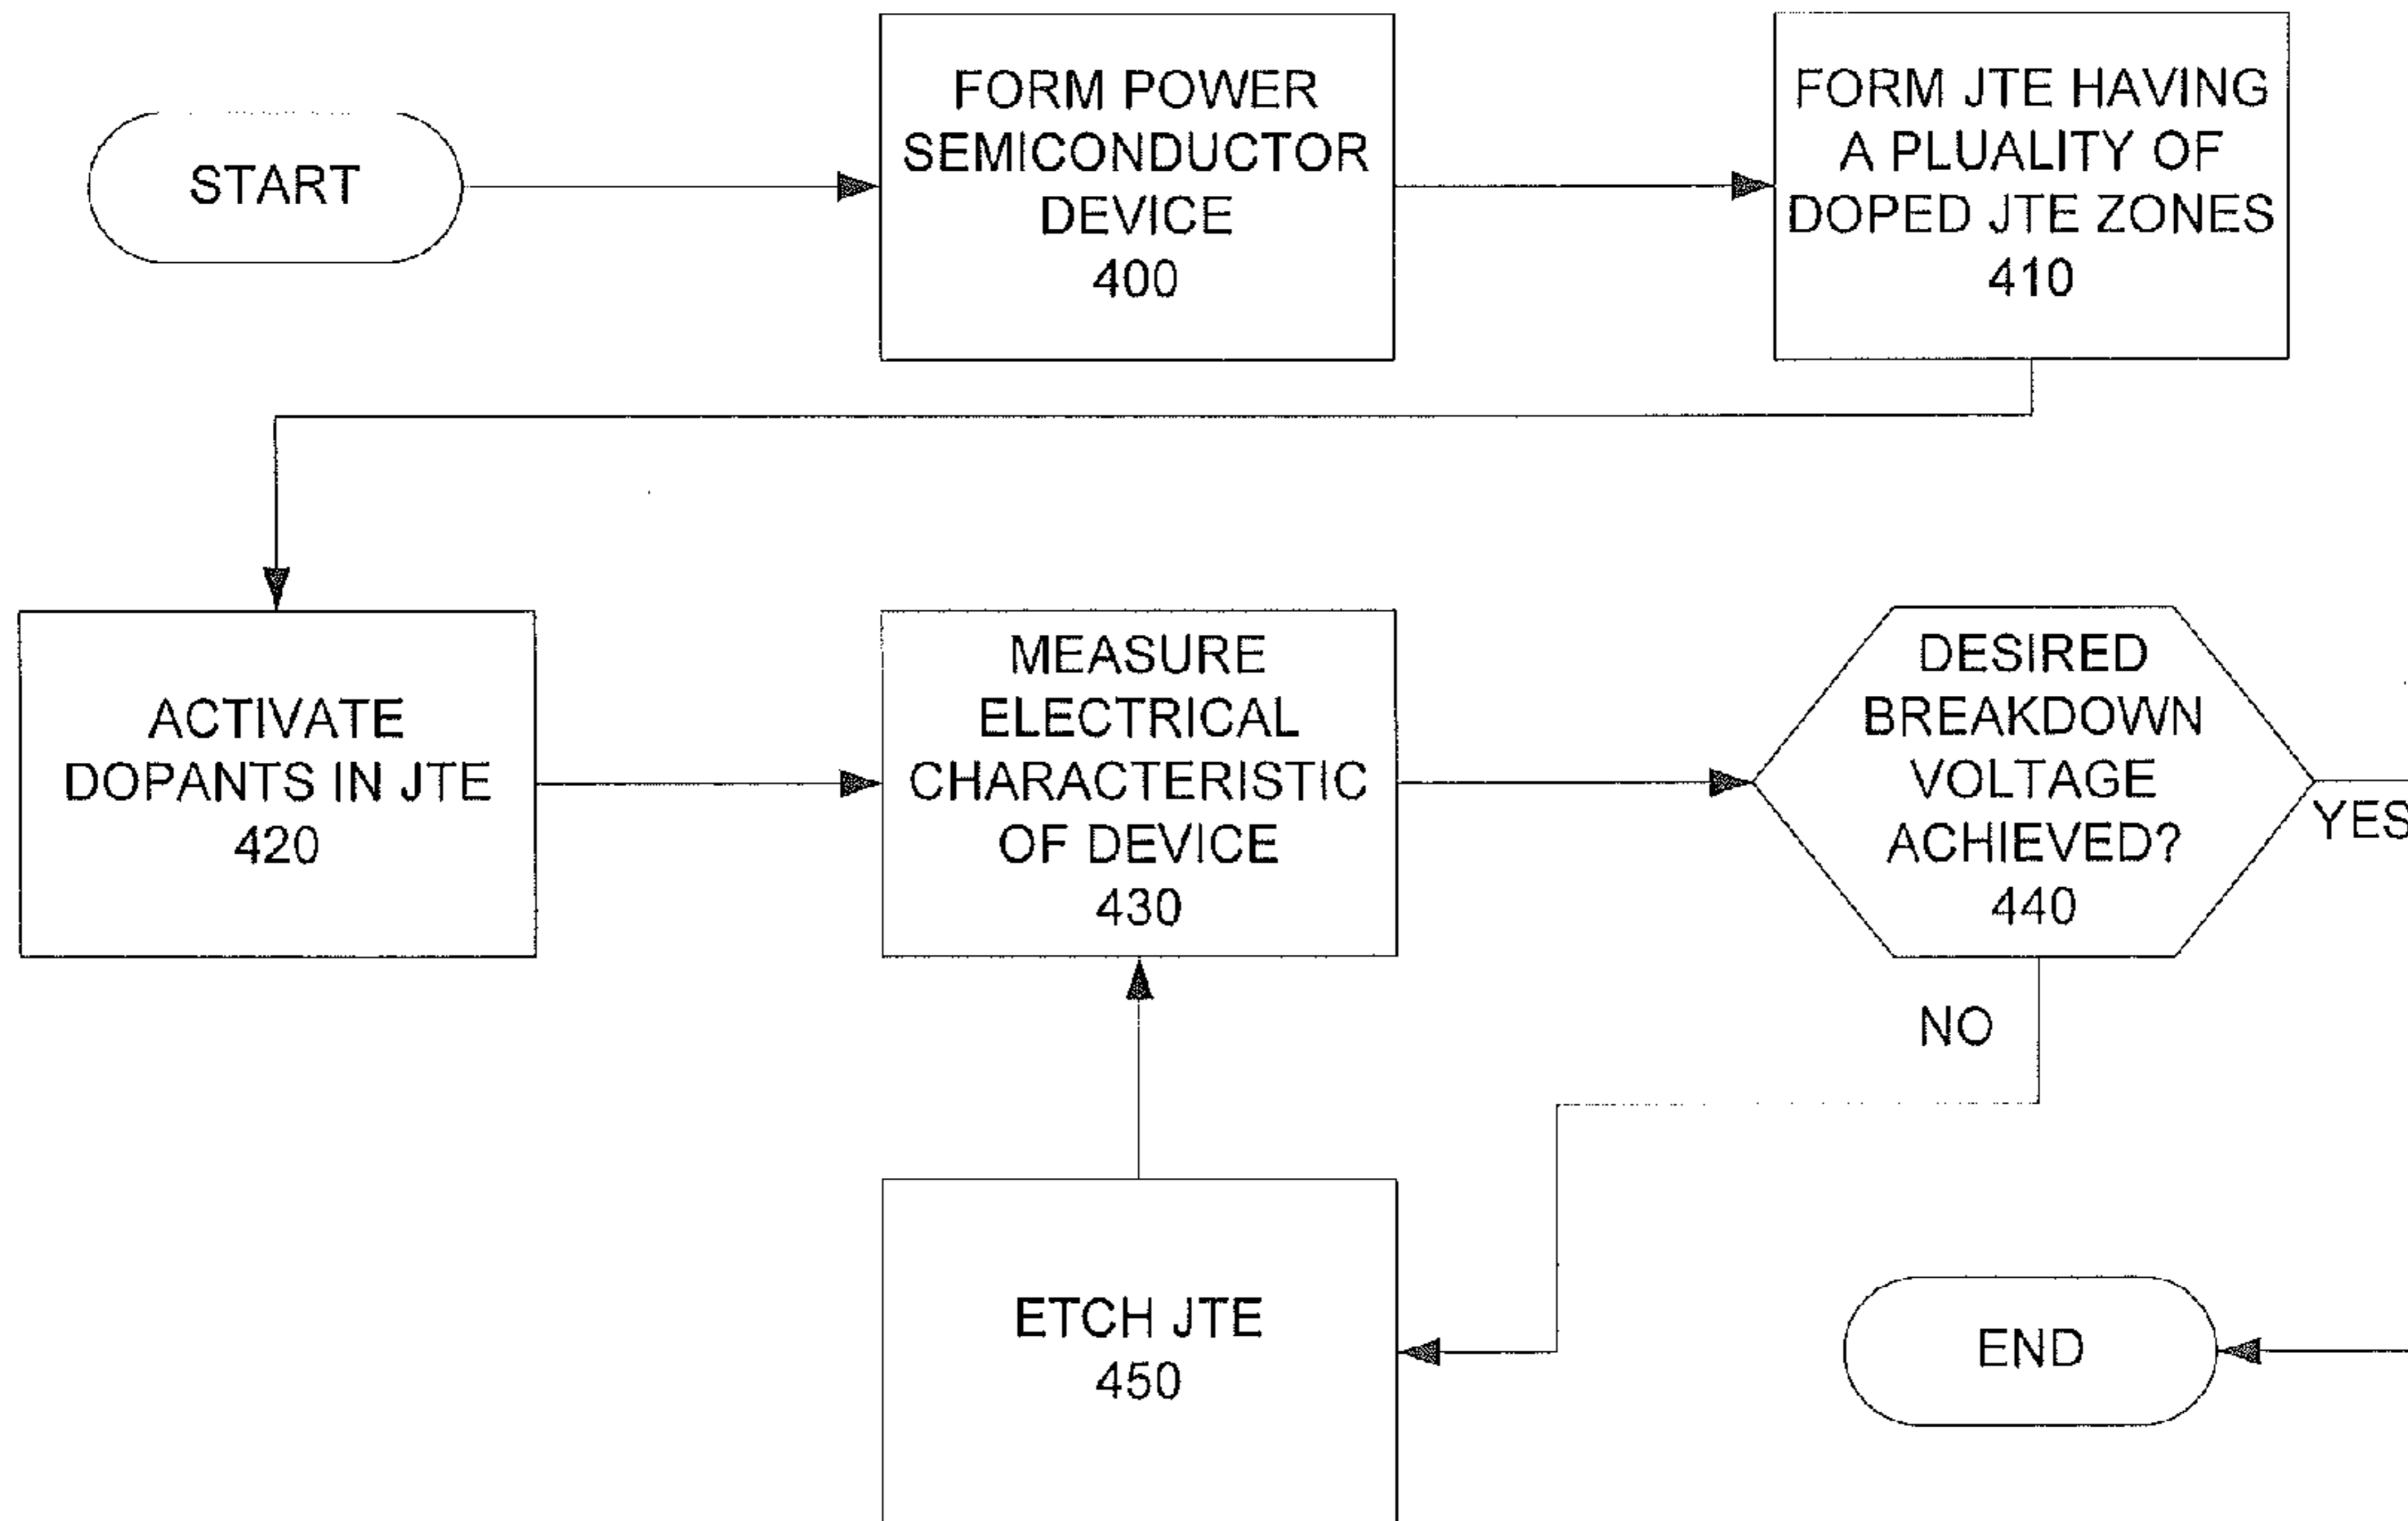 START
FORM POWER
SEMICONDUCTOR
DEVICE
400
FORM JTE HAVING
A PLUALITY OF
DOPED JTE ZONES
410
ACTIVATE
DOPANTS IN JTE
420
MEASURE
ELECTRICAL
CHARACTERISTIC
OF DEVICE
430
DESIRED
BREAKDOWN
VOLTAGE
ACHIEVED?
440
YES
NO
ETCH JTE
450
END